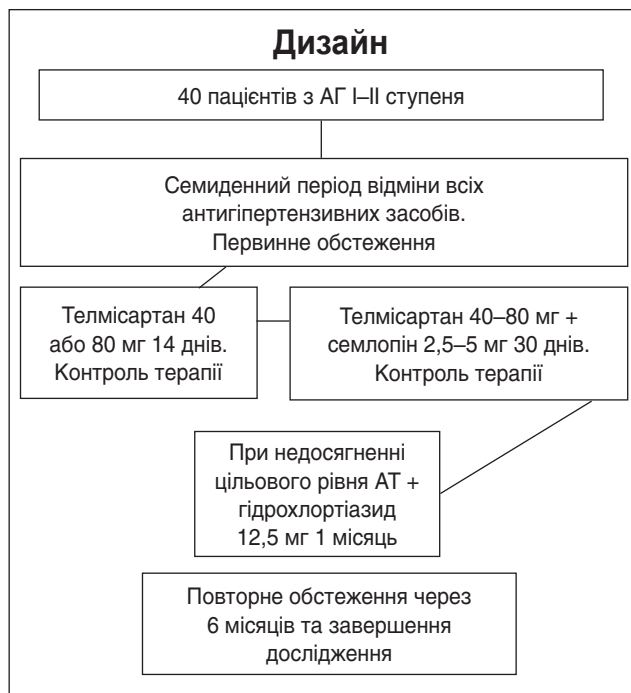 Дизайн
40 пацієнтів з АГ І–ІІ ступеня
Семиденний період відміни всіх
антигіпертензивних засобів.
Первинне обстеження
Телмісартан 40
або 80 мг 14 днів.
Контроль терапії
Телмісартан 40–80 мг +
семлопін 2,5–5 мг 30 днів.
Контроль терапії
При недосягненні
цільового рівня АТ +
гідрохлортіазид
12,5 мг 1 місяць
Повторне обстеження через
6 місяців та завершення
дослідження